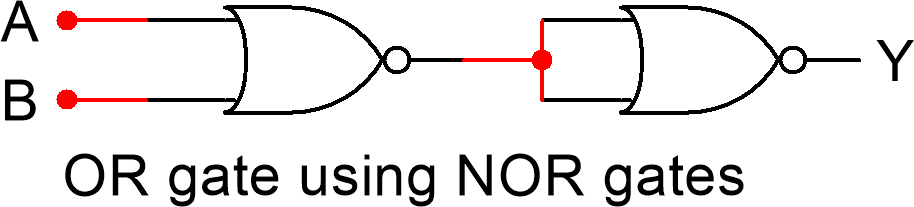 A
B
Y
OR gate using NOR gates